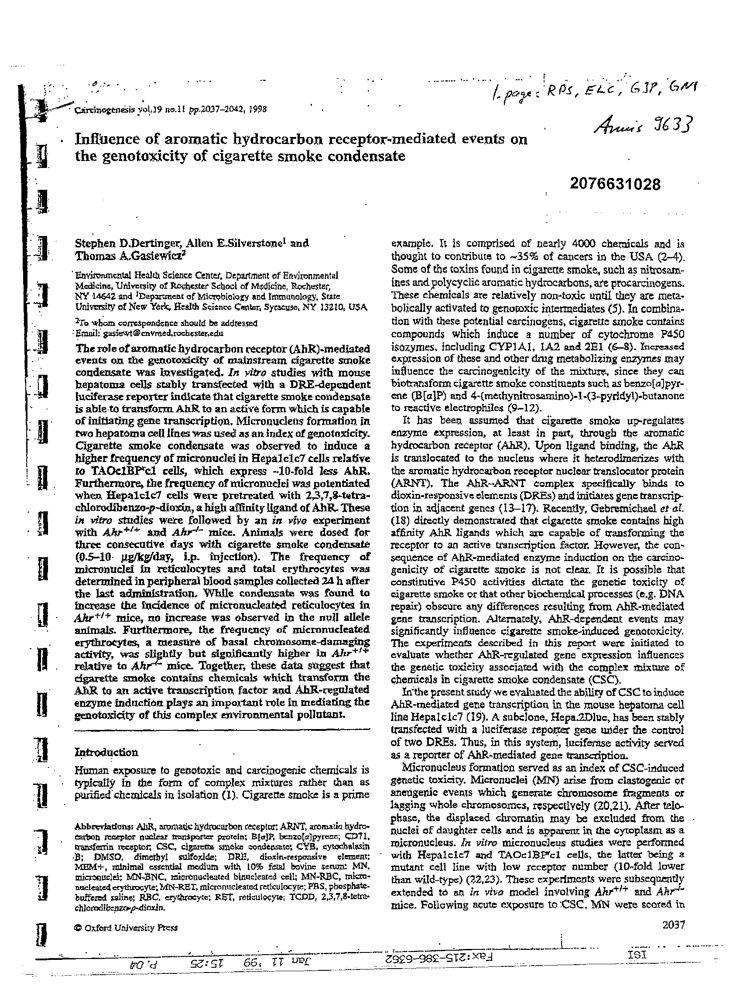 1 page: RPS, ELC, GJP, GNI
Carcinogenesis vol.19 no.11 pp.2037–2042, 1998
Influence of aromatic hydrocarbon receptor-mediated events on
the genotoxicity of cigarette smoke condensate
9633
2076631028
Stephen D.Dertinger, Allen E.Silverstone¹ and
Thomas A.Gasiewicz²
Environmental Health Science Center, Department of Environmental
Medicine, University of Rochester School of Medicine, Rochester,
NY 14642 and ¹Department of Microbiology and Immunology, State
University of New York, Health Science Center, Syracuse, NY 13210, USA
²To whom correspondence should be addressed
Email: gasiewt@envmed.rochester.edu
The role of aromatic hydrocarbon receptor (AhR)-mediated
events on the genotoxicity of mainstream cigarette smoke
condensate was investigated. In vitro studies with mouse
hepatoma cells stably transfected with a DRE-dependent
luciferase reporter indicate that cigarette smoke condensate
is able to transform AhR to an active form which is capable
of initiating gene transcription. Micronucleus formation in
two hepatoma cell lines was used as an index of genotoxicity.
Cigarette smoke condensate was observed to induce a
higher frequency of micronuclei in Hepa1c1c7 cells relative
to TAOc1BPʳc1 cells, which express ~10-fold less AhR.
Furthermore, the frequency of micronuclei was potentiated
when Hepa1c1c7 cells were pretreated with 2,3,7,8-tetra-
chlorodibenzo-p-dioxin, a high affinity ligand of AhR. These
in vitro studies were followed by an in vivo experiment
with Ahr⁺/⁺ and Ahr⁻/⁻ mice. Animals were dosed for
three consecutive days with cigarette smoke condensate
(0.5–10 µg/kg/day, i.p. injection). The frequency of
micronuclei in reticulocytes and total erythrocytes was
determined in peripheral blood samples collected 24 h after
the last administration. While condensate was found to
increase the incidence of micronucleated reticulocytes in
Ahr⁺/⁺ mice, no increase was observed in the null allele
animals. Furthermore, the frequency of micronucleated
erythrocytes, a measure of basal chromosome-damaging
activity, was slightly but significantly higher in Ahr⁺/⁺
relative to Ahr⁻/⁻ mice. Together, these data suggest that
cigarette smoke contains chemicals which transform the
AhR to an active transcription factor and AhR-regulated
enzyme induction plays an important role in mediating the
genotoxicity of this complex environmental pollutant.
Introduction
Human exposure to genotoxic and carcinogenic chemicals is
typically in the form of complex mixtures rather than as
purified chemicals in isolation (1). Cigarette smoke is a prime
Abbreviations: AhR, aromatic hydrocarbon receptor; ARNT, aromatic hydro-
carbon receptor nuclear transporter protein; B[a]P, benzo[a]pyrene; CD71,
transferrin receptor; CSC, cigarette smoke condensate; CYB, cytochalasin
B; DMSO, dimethyl sulfoxide; DRE, dioxin-responsive element;
MEM+, minimal essential medium with 10% fetal bovine serum; MN,
micronuclei; MN-BNC, micronucleated binucleated cell; MN-RBC, micro-
nucleated erythrocyte; MN-RET, micronucleated reticulocyte; PBS, phosphate-
buffered saline; RBC, erythrocyte; RET, reticulocyte; TCDD, 2,3,7,8-tetra-
chlorodibenzo-p-dioxin.
© Oxford University Press
example. It is comprised of nearly 4000 chemicals and is
thought to contribute to ~35% of cancers in the USA (2–4).
Some of the toxins found in cigarette smoke, such as nitrosam-
ines and polycyclic aromatic hydrocarbons, are procarcinogens.
These chemicals are relatively non-toxic until they are meta-
bolically activated to genotoxic intermediates (5). In combina-
tion with these potential carcinogens, cigarette smoke contains
compounds which induce a number of cytochrome P450
isozymes, including CYP1A1, 1A2 and 2E1 (6–8). Increased
expression of these and other drug metabolizing enzymes may
influence the carcinogenicity of the mixture, since they can
biotransform cigarette smoke constituents such as benzo[a]pyr-
ene (B[a]P) and 4-(methynitrosamino)-1-(3-pyridyl)-butanone
to reactive electrophiles (9–12).
It has been assumed that cigarette smoke up-regulates
enzyme expression, at least in part, through the aromatic
hydrocarbon receptor (AhR). Upon ligand binding, the AhR
is translocated to the nucleus where it heterodimerizes with
the aromatic hydrocarbon receptor nuclear translocator protein
(ARNT). The AhR–ARNT complex specifically binds to
dioxin-responsive elements (DREs) and initiates gene transcrip-
tion in adjacent genes (13–17). Recently, Gebremichael et al.
(18) directly demonstrated that cigarette smoke contains high
affinity AhR ligands which are capable of transforming the
receptor to an active transcription factor. However, the con-
sequence of AhR-mediated enzyme induction on the carcino-
genicity of cigarette smoke is not clear. It is possible that
constitutive P450 activities dictate the genetic toxicity of
cigarette smoke or that other biochemical processes (e.g. DNA
repair) obscure any differences resulting from AhR-mediated
gene transcription. Alternately, AhR-dependent events may
significantly influence cigarette smoke-induced genotoxicity.
The experiments described in this report were initiated to
evaluate whether AhR-regulated gene expression influences
the genetic toxicity associated with the complex mixture of
chemicals in cigarette smoke condensate (CSC).
In the present study we evaluated the ability of CSC to induce
AhR-mediated gene transcription in the mouse hepatoma cell
line Hepa1c1c7 (19). A subclone, Hepa.2Dluc, has been stably
transfected with a luciferase reporter gene under the control
of two DREs. Thus, in this system, luciferase activity served
as a reporter of AhR-mediated gene transcription.
Micronucleus formation served as an index of CSC-induced
genetic toxicity. Micronuclei (MN) arise from clastogenic or
aneugenic events which generate chromosome fragments or
lagging whole chromosomes, respectively (20,21). After telo-
phase, the displaced chromatin may be excluded from the
nuclei of daughter cells and is apparent in the cytoplasm as a
micronucleus. In vitro micronucleus studies were performed
with Hepa1c1c7 and TAOc1BPʳc1 cells, the latter being a
mutant cell line with low receptor number (10-fold lower
than wild-type) (22,23). These experiments were subsequently
extended to an in vivo model involving Ahr⁺/⁺ and Ahr⁻/⁻
mice. Following acute exposure to CSC, MN were scored in
2037
ISI
Fax:215-386-6362
Jan 11 '99 15:25
P.04